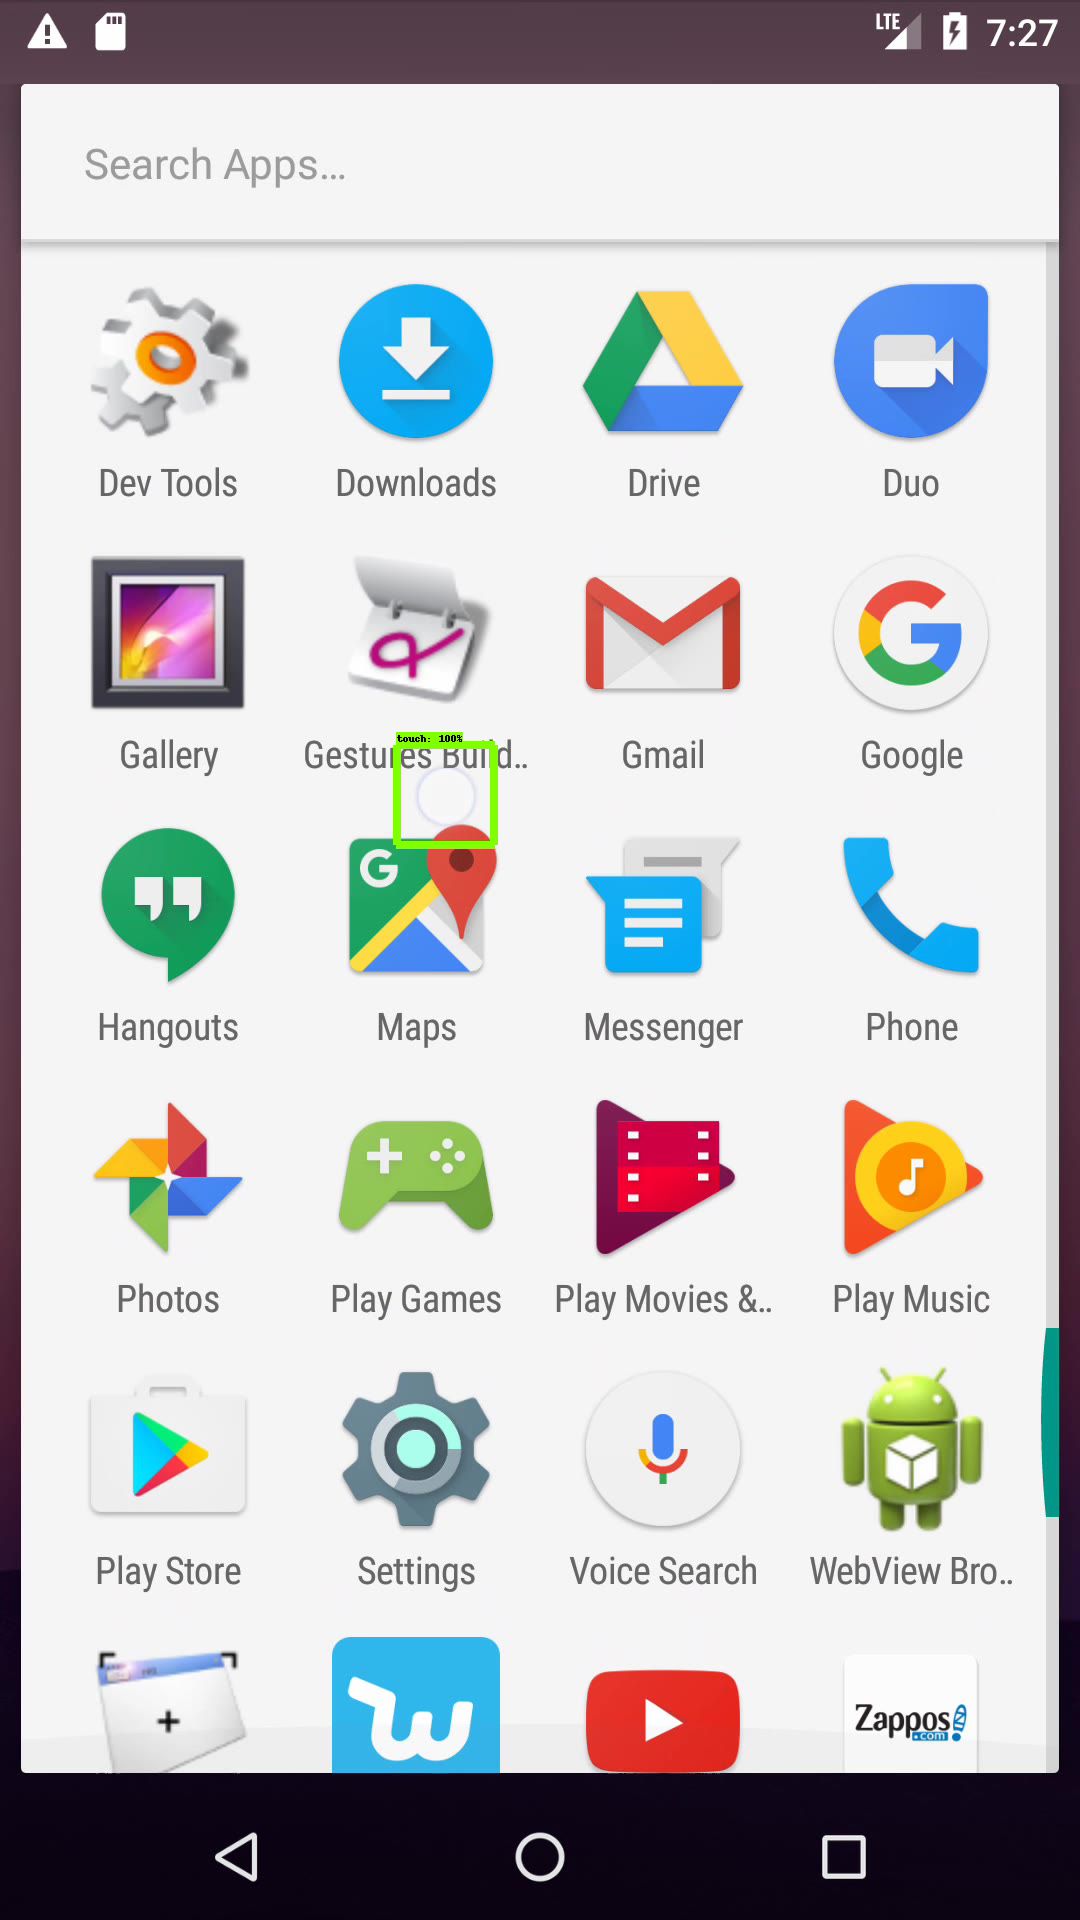 LTE 7:27
Search Apps...
Dev Tools Downloads Drive Duo
touch: 100%
Gallery Gestures Build.. Gmail Google
G
Hangouts Maps Messenger Phone
Photos Play Games Play Movies &.. Play Music
Play Store Settings Voice Search WebView Bro..
Zappos
.com